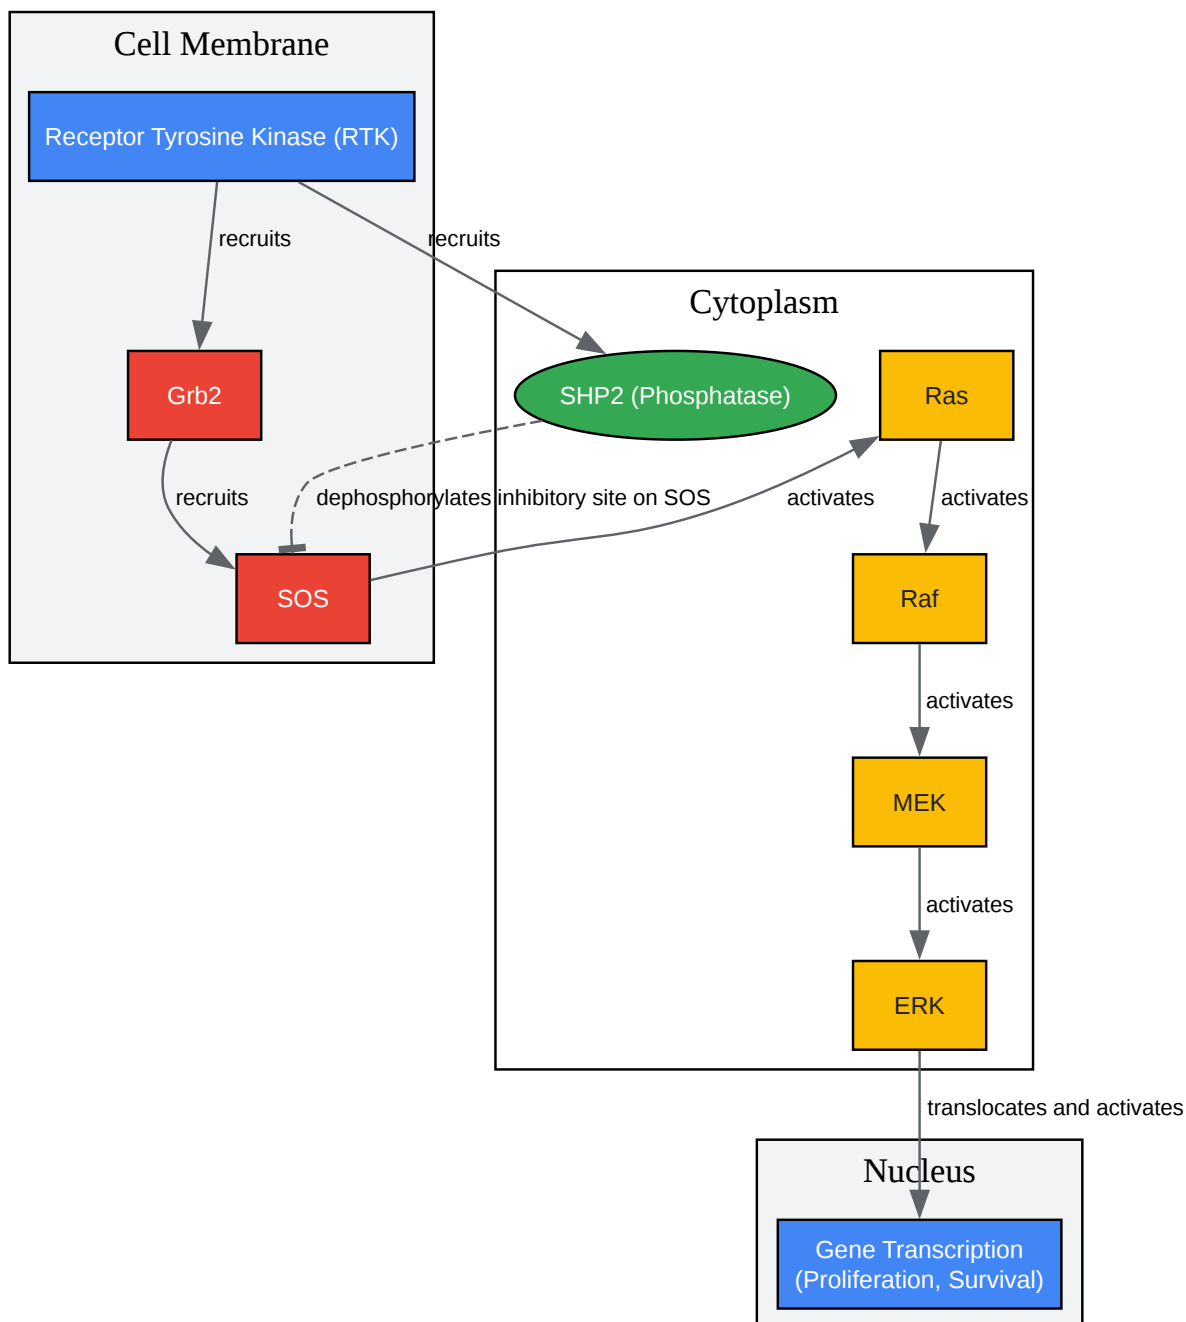 Cell Membrane
Receptor Tyrosine Kinase (RTK)
recruits
recruits
Cytoplasm
Grb2
SHP2 (Phosphatase)
Ras
recruits
dephosphorylates inhibitory site on SOS
activates
activates
SOS
Raf
activates
MEK
activates
ERK
translocates and activates
Nucleus
Gene Transcription
(Proliferation, Survival)